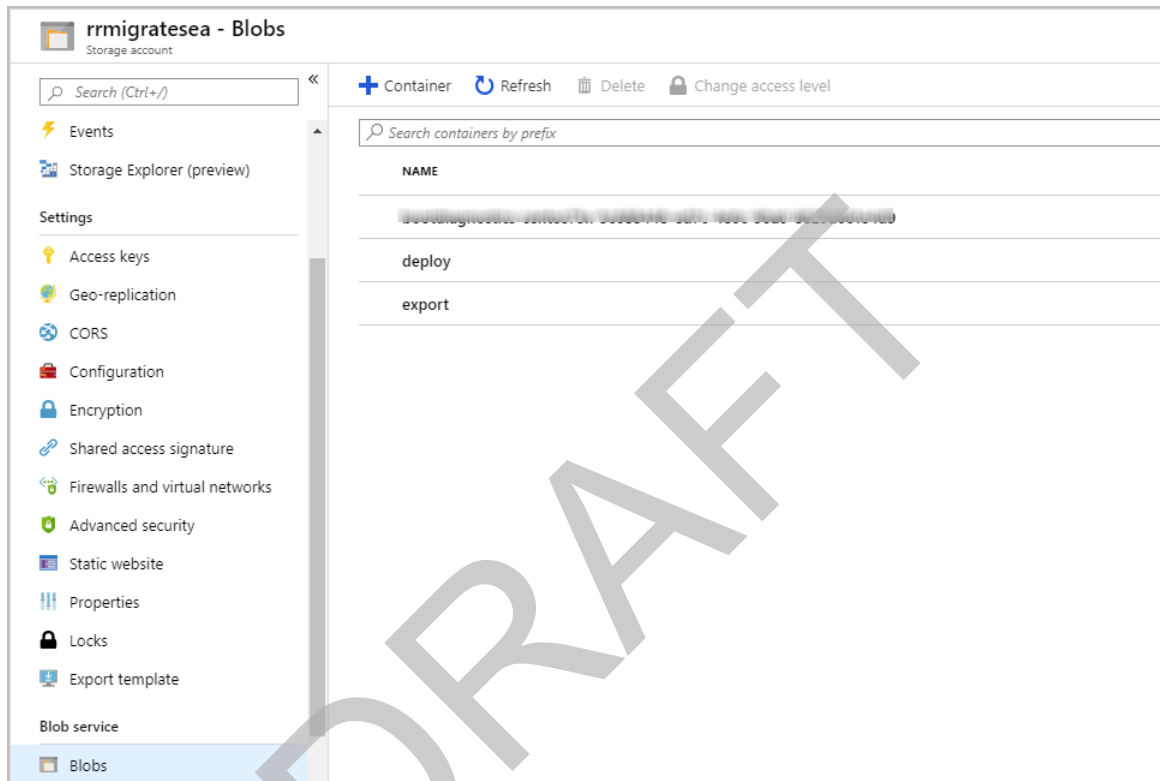 rrmigratesea - Blobs
Storage account
Search (Ctrl+/)
«
Events
Storage Explorer (preview)
Settings
Access keys
Geo-replication
CORS
Configuration
Encryption
Shared access signature
Firewalls and virtual networks
Advanced security
Static website
Properties
Locks
Export template
Blob service
Blobs
Container Refresh Delete Change access level
Search containers by prefix
NAME
deploy
export
DRAFT